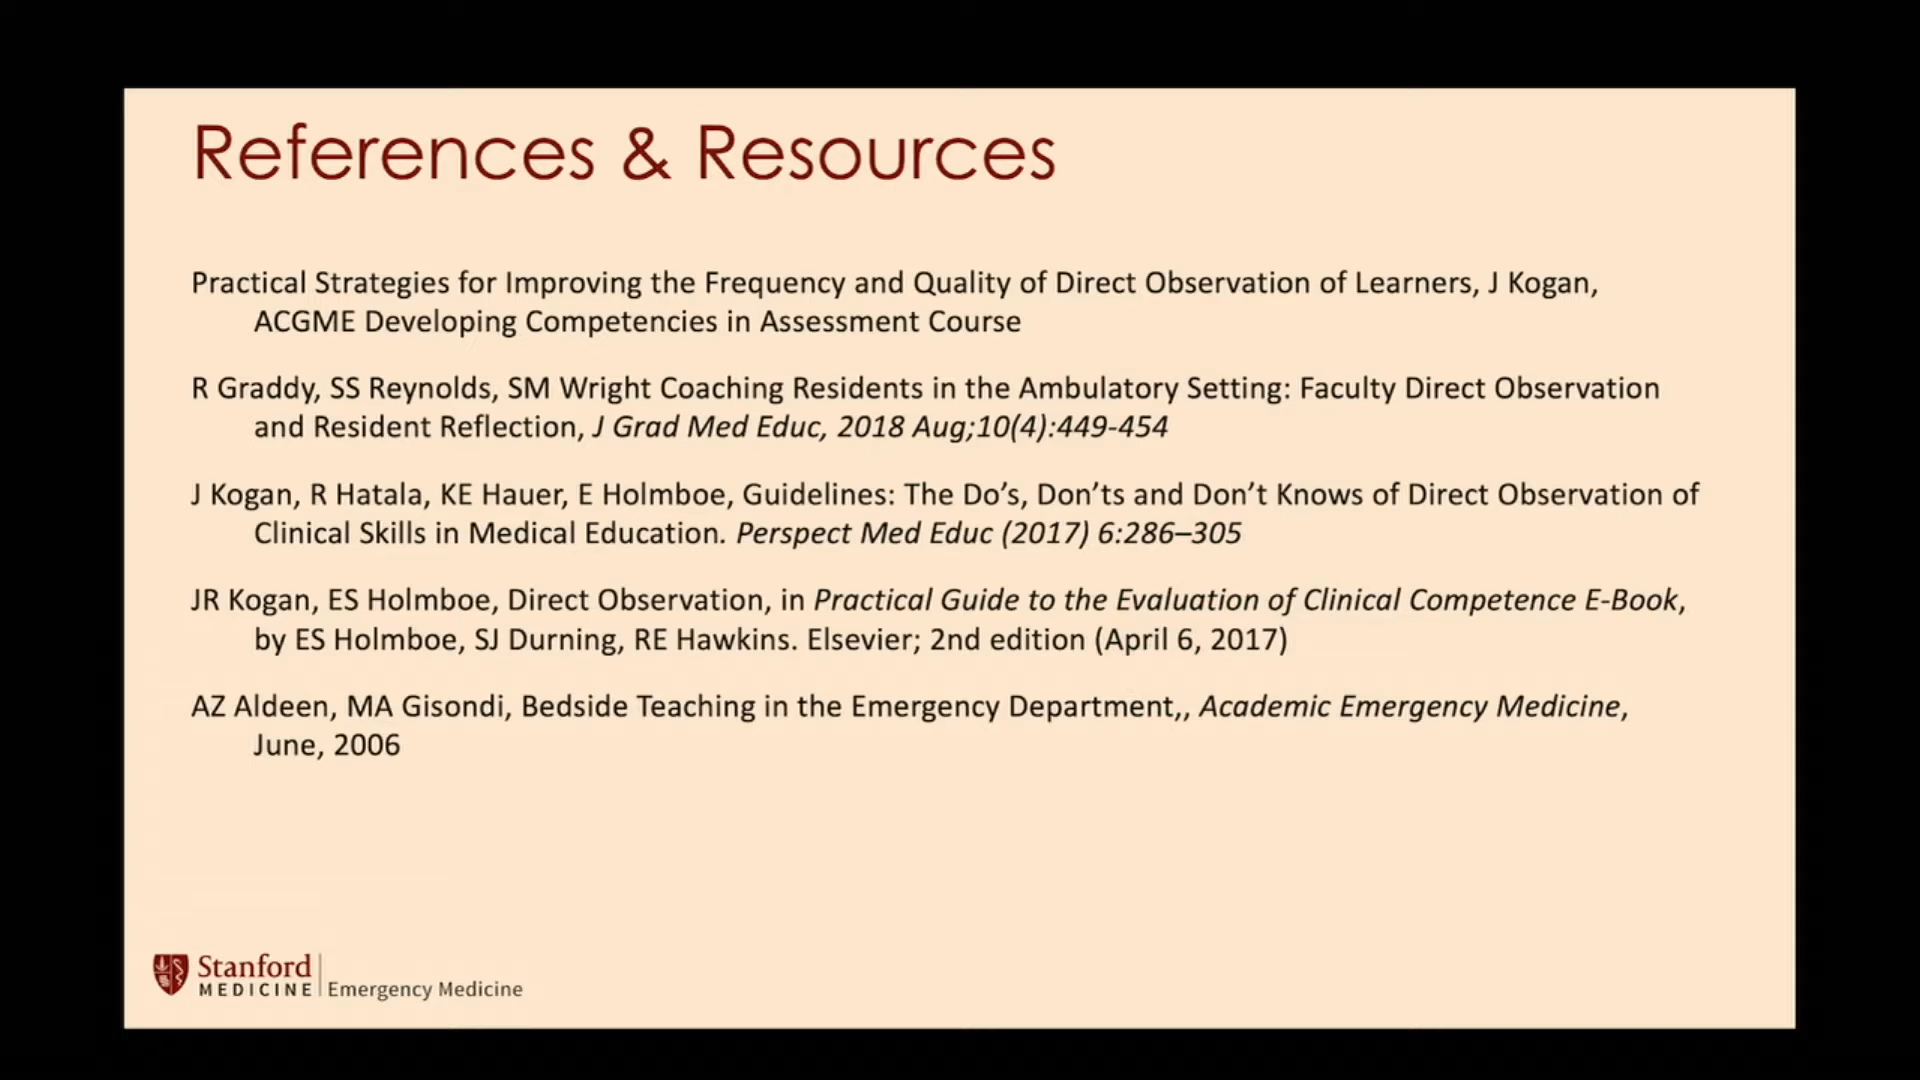 References & Resources
Practical Strategies for Improving the Frequency and Quality of Direct Observation of Learners, J Kogan,
ACGME Developing Competencies in Assessment Course
R Graddy, SS Reynolds, SM Wright Coaching Residents in the Ambulatory Setting: Faculty Direct Observation
and Resident Reflection, J Grad Med Educ, 2018 Aug;10(4):449-454
J Kogan, R Hatala, KE Hauer, E Holmboe, Guidelines: The Do’s, Don’ts and Don’t Knows of Direct Observation of
Clinical Skills in Medical Education. Perspect Med Educ (2017) 6:286–305
JR Kogan, ES Holmboe, Direct Observation, in Practical Guide to the Evaluation of Clinical Competence E-Book,
by ES Holmboe, SJ Durning, RE Hawkins. Elsevier; 2nd edition (April 6, 2017)
AZ Aldeen, MA Gisondi, Bedside Teaching in the Emergency Department,, Academic Emergency Medicine,
June, 2006
Stanford
MEDICINE | Emergency Medicine